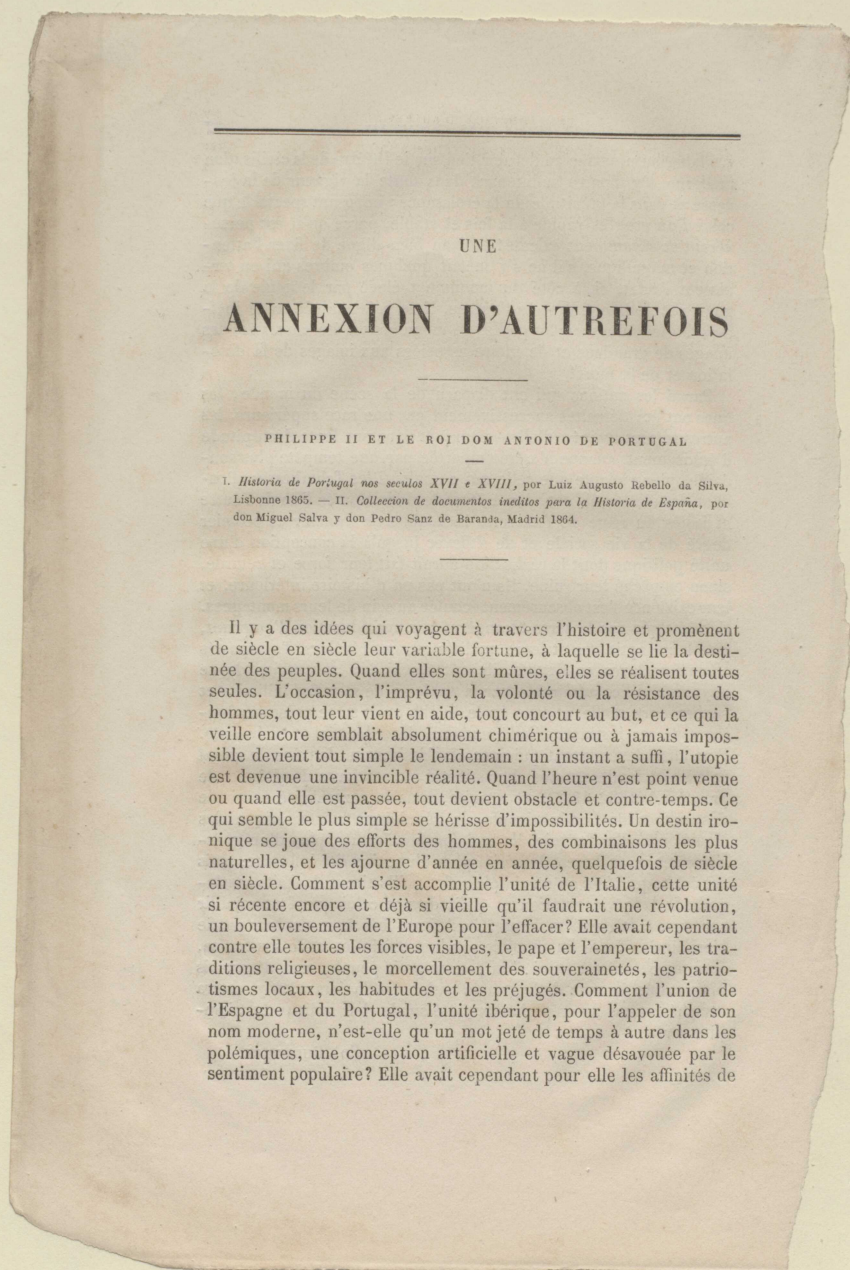 UNE
ANNEXION D'AUTREFOIS
PHILIPPE II ET LE ROI DOM ANTONIO DE PORTUGAL
I. Historia de Portugal nos seculos XVII e XVIII, por Luiz Augusto Rebello da Silva,
Lisbonne 1865. — II. Colleccion de documentos ineditos para la Historia de España, por
don Miguel Salva y don Pedro Sanz de Baranda, Madrid 1864.
Il y a des idées qui voyagent à travers l'histoire et promènent
de siècle en siècle leur variable fortune, à laquelle se lie la desti-
née des peuples. Quand elles sont mûres, elles se réalisent toutes
seules. L'occasion, l'imprévu, la volonté ou la résistance des
hommes, tout leur vient en aide, tout concourt au but, et ce qui la
veille encore semblait absolument chimérique ou à jamais impos-
sible devient tout simple le lendemain : un instant a suffi, l'utopie
est devenue une invincible réalité. Quand l'heure n'est point venue
ou quand elle est passée, tout devient obstacle et contre-temps. Ce
qui semble le plus simple se hérisse d'impossibilités. Un destin iro-
nique se joue des efforts des hommes, des combinaisons les plus
naturelles, et les ajourne d'année en année, quelquefois de siècle
en siècle. Comment s'est accomplie l'unité de l'Italie, cette unité
si récente encore et déjà si vieille qu'il faudrait une révolution,
un bouleversement de l'Europe pour l'effacer? Elle avait cependant
contre elle toutes les forces visibles, le pape et l'empereur, les tra-
ditions religieuses, le morcellement des souverainetés, les patrio-
tismes locaux, les habitudes et les préjugés. Comment l'union de
l'Espagne et du Portugal, l'unité ibérique, pour l'appeler de son
nom moderne, n'est-elle qu'un mot jeté de temps à autre dans les
polémiques, une conception artificielle et vague désavouée par le
sentiment populaire? Elle avait cependant pour elle les affinités de